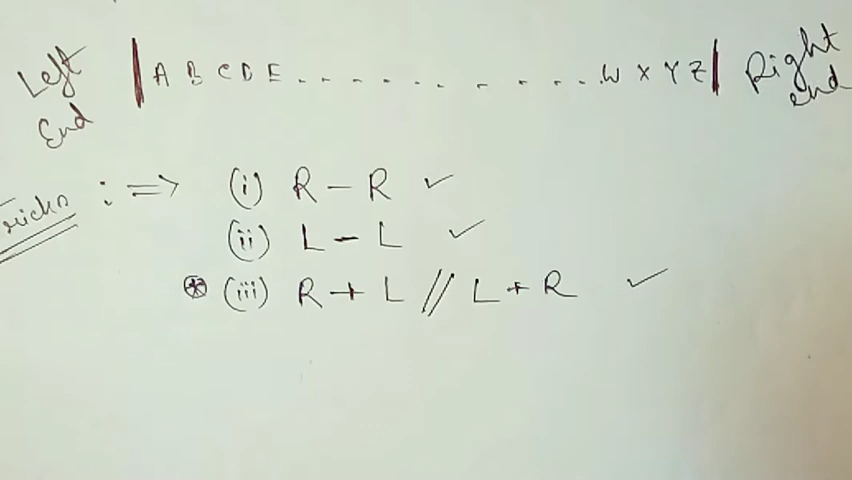 Left End | A B C D E . . . . . . . . . . . . W X Y Z | Right end
Tricks : => (i) R - R ✓
(ii) L - L ✓
(iii) R + L // L + R ✓